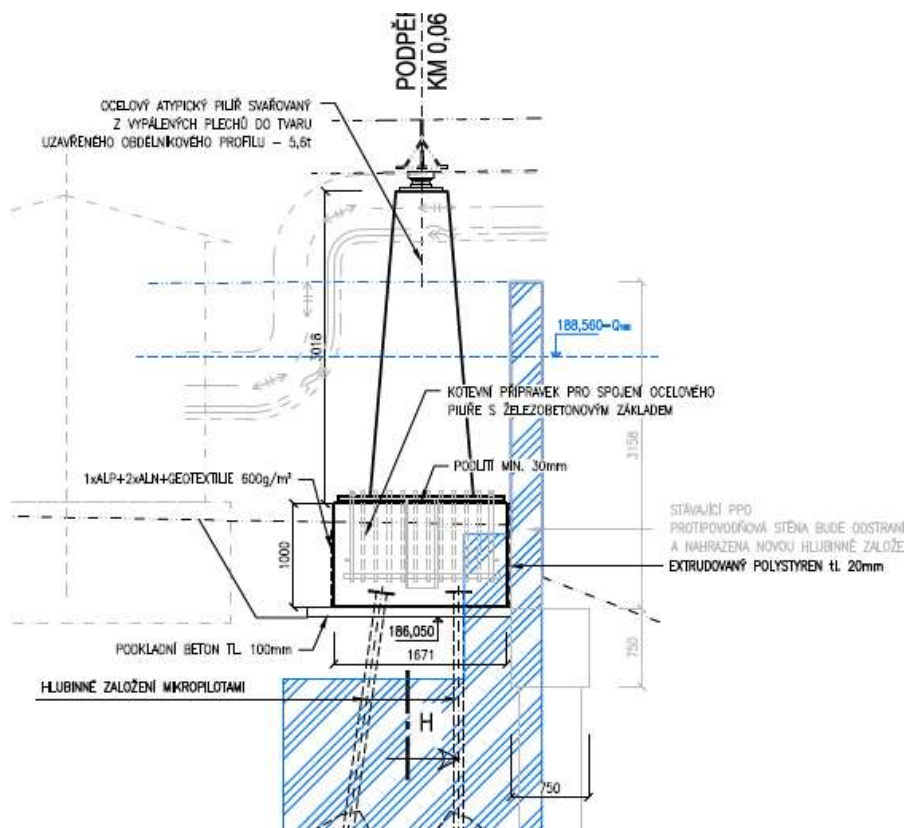 PODPĚ
KM 0,06
OCELOVÝ ATYPICKÝ PILÍŘ SVAŘOVANÝ
Z VYPÁLENÝCH PLECHŮ DO TVARU
UZAVŘENÉHO OBDÉLNÍKOVÉHO PROFILU – 5,6t
188,560–Q₁₀₀
3018
KOTEVNÍ PŘÍPRAVEK PRO SPOJENÍ OCELOVÉHO
PILÍŘE S ŽELEZOBETONOVÝM ZÁKLADEM
3158
PODLITÍ MIN. 30mm
1xALP+2xALN+GEOTEXTILIE 600g/m²
STÁVAJÍCÍ PPO
PROTIPOVODŇOVÁ STĚNA BUDE ODSTRANĚ
A NAHRAZENA NOVOU HLUBINNĚ ZALOŽE
EXTRUDOVANÝ POLYSTYREN tl. 20mm
1000
186,050
PODKLADNÍ BETON TL. 100mm
1671
750
HLUBINNÉ ZALOŽENÍ MIKROPILOTAMI
H
750